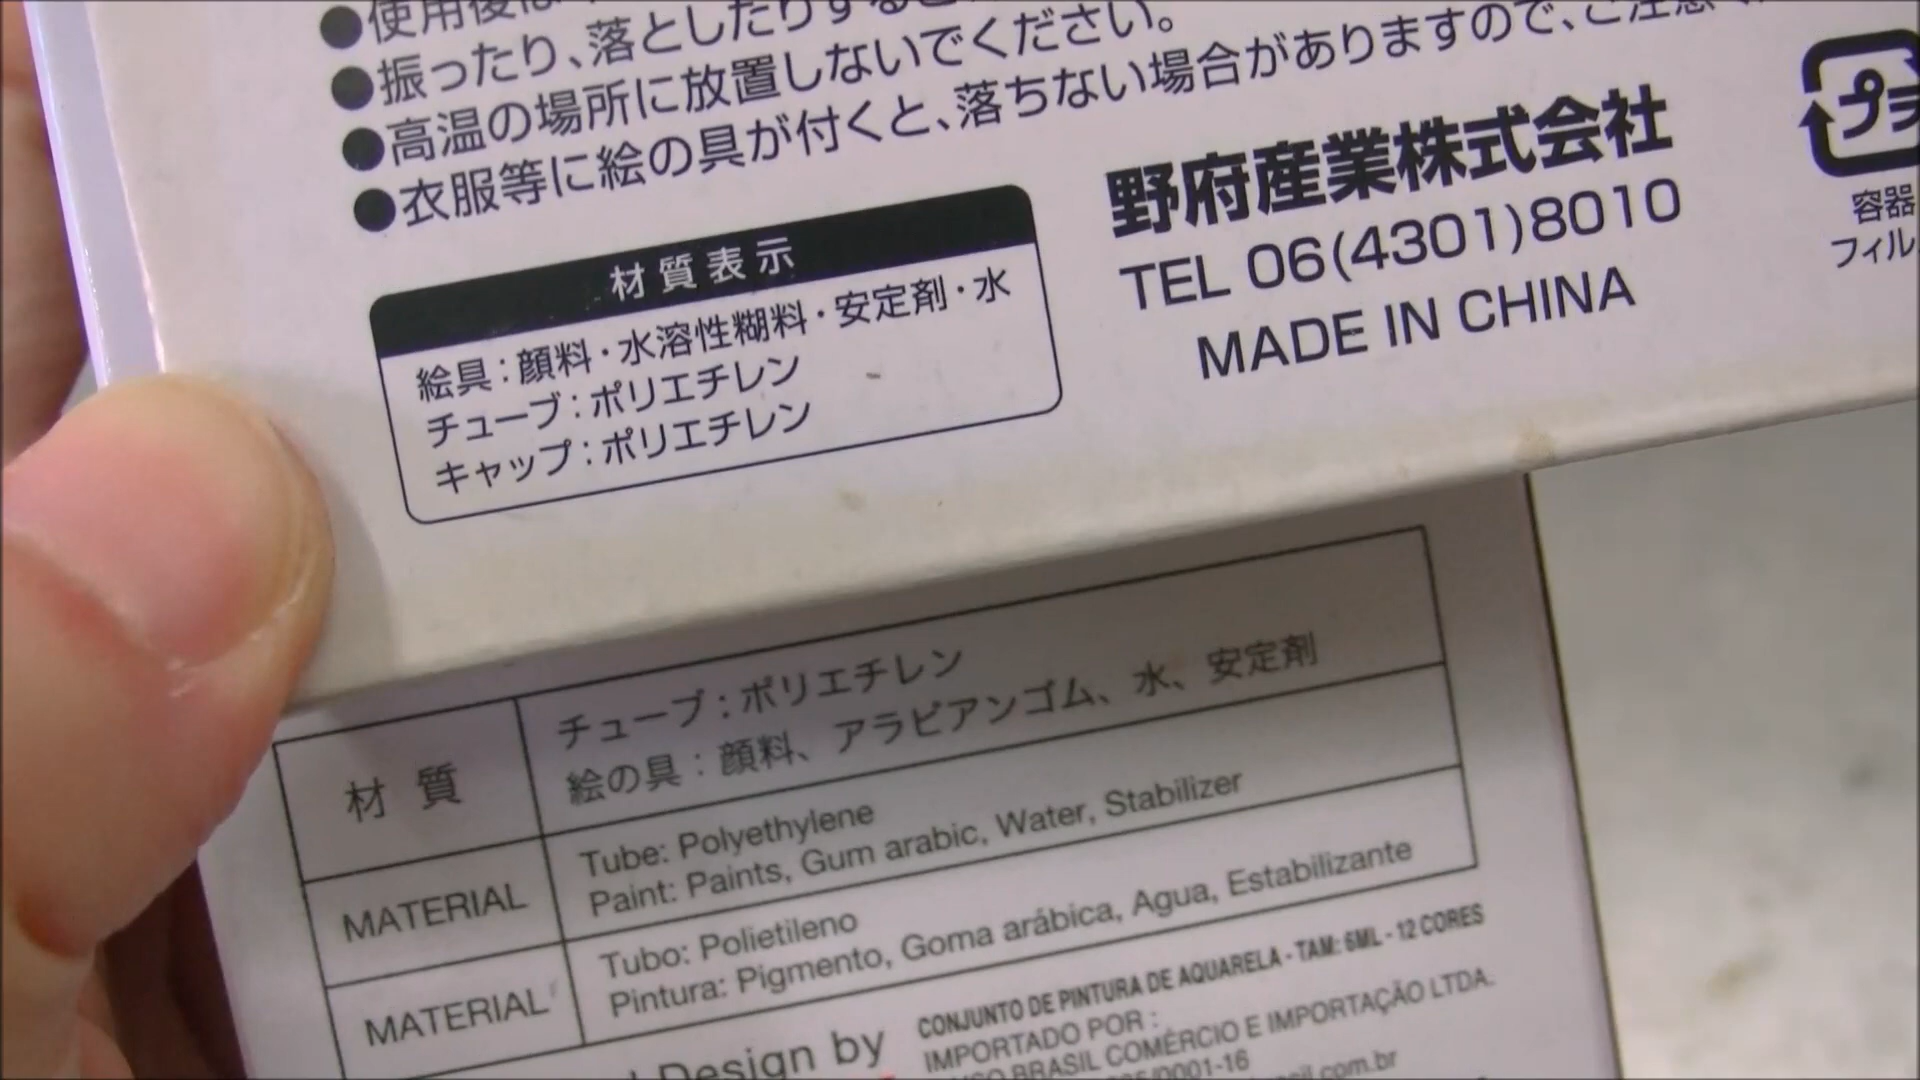 ●使用後は
●振ったり、落としたりする
●高温の場所に放置しないでください。
●衣服等に絵の具が付くと、落ちない場合がありますので、ご注意
材質表示
絵具：顔料・水溶性糊料・安定剤・水
チューブ：ポリエチレン
キャップ：ポリエチレン
野府産業株式会社
TEL 06(4301)8010
MADE IN CHINA
プラ
容器
フィル
材 質
チューブ：ポリエチレン
絵の具：顔料、アラビアンゴム、水、安定剤
MATERIAL
Tube: Polyethylene
Paint: Paints, Gum arabic, Water, Stabilizer
MATERIAL
Tubo: Polietileno
Pintura: Pigmento, Goma arábica, Agua, Estabilizante
Design by
CONJUNTO DE PINTURA DE AQUARELA - TAM: 6ML - 12 CORES
IMPORTADO POR :
BRASIL COMÉRCIO E IMPORTAÇÃO LTDA.
/0001-16
.com.br